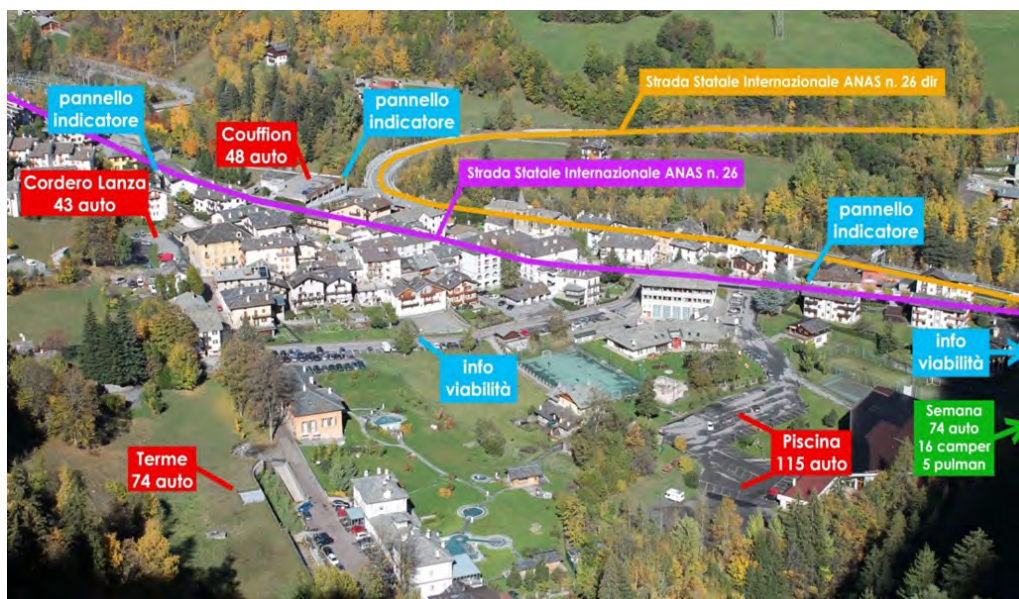 Strada Statale Internazionale ANAS n. 26 dir
pannello
indicatore
pannello
indicatore
Couffion
48 auto
Cordero Lanza
43 auto
Strada Statale Internazionale ANAS n. 26
pannello
indicatore
info
viabilità
info
viabilità
Semana
74 auto
16 camper
5 pulman
Terme
74 auto
Piscina
115 auto